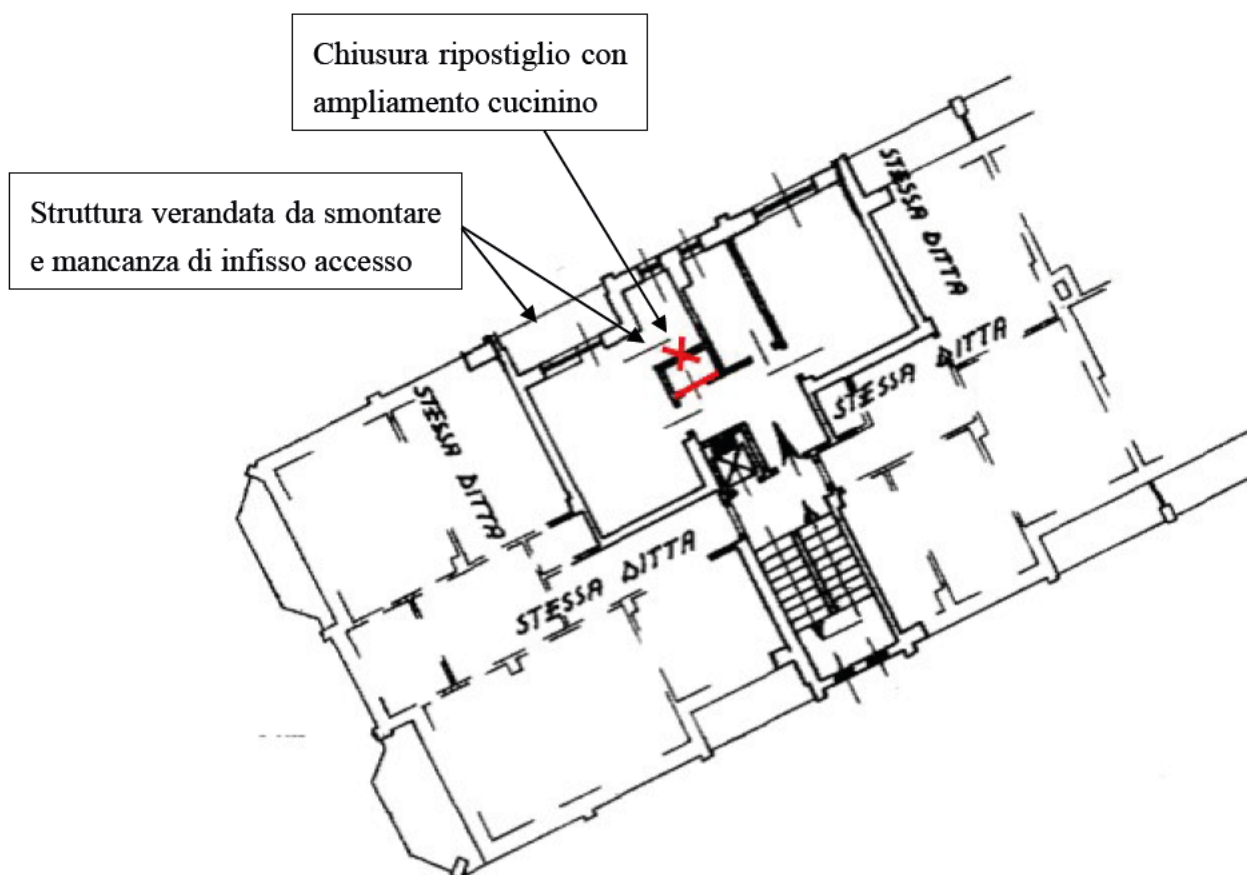 Chiusura ripostiglio con
ampliamento cucinino
Struttura verandata da smontare
e mancanza di infisso accesso
STESSA DITTA
STESSA DITTA
STESSA DITTA
STESSA DITTA